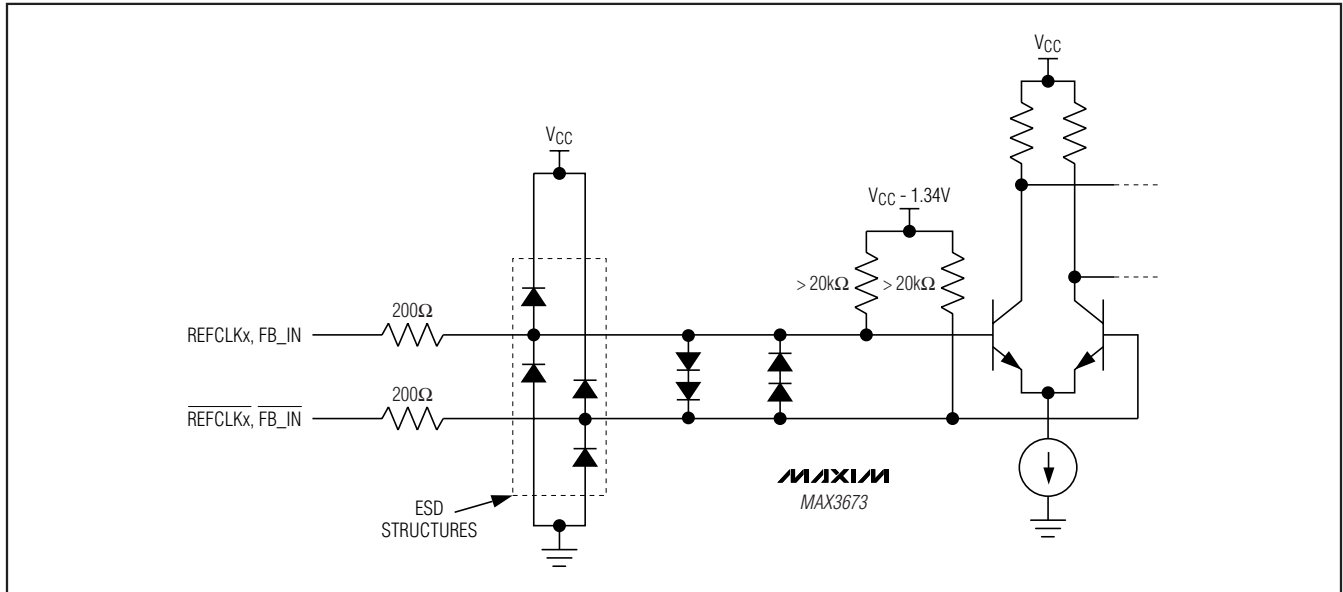 VCC
VCC
VCC - 1.34V
> 20kΩ > 20kΩ
200Ω
REFCLKx, FB_IN
200Ω
REFCLKx, FB_IN
MAXIM
MAX3673
ESD
STRUCTURES